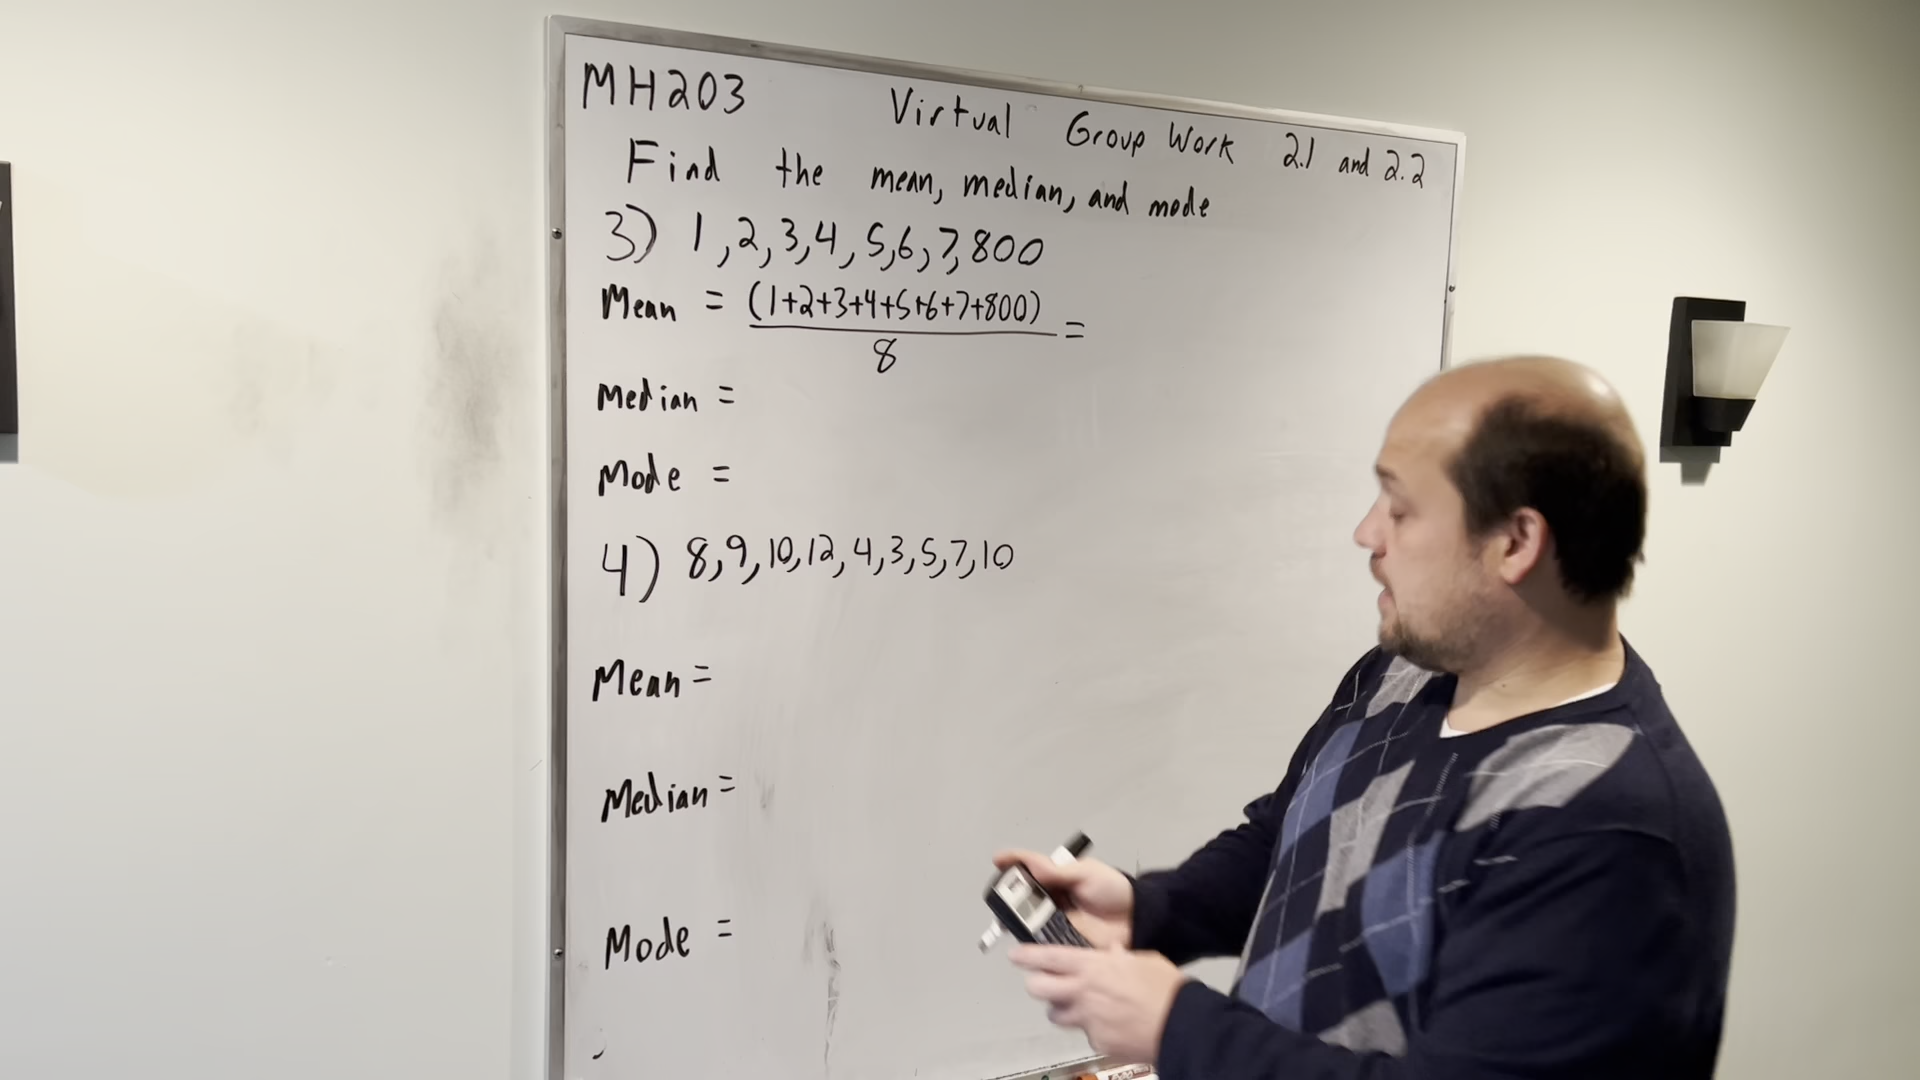 MH203
Virtual Group Work 2.1 and 2.2
Find the mean, median, and mode
3) 1,2,3,4,5,6,7,800
Mean = (1+2+3+4+5+6+7+800) =
8
Median =
Mode =
4) 8,9,10,12,4,3,5,7,10
Mean =
Median =
Mode =